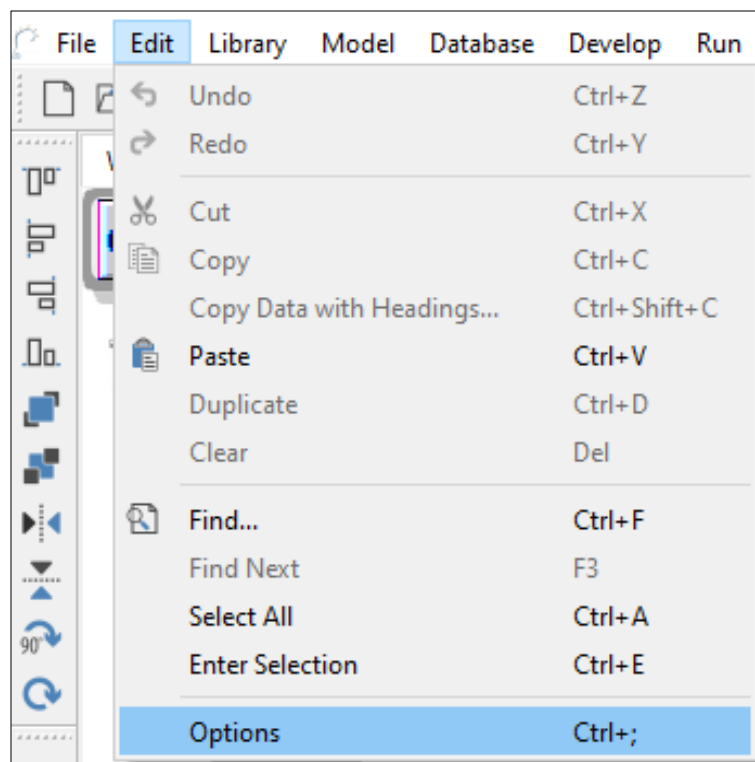 File Edit Library Model Database Develop Run
Undo Ctrl+Z
Redo Ctrl+Y
Cut Ctrl+X
Copy Ctrl+C
Copy Data with Headings... Ctrl+Shift+C
Paste Ctrl+V
Duplicate Ctrl+D
Clear Del
Find... Ctrl+F
Find Next F3
Select All Ctrl+A
Enter Selection Ctrl+E
90°
Options Ctrl+;